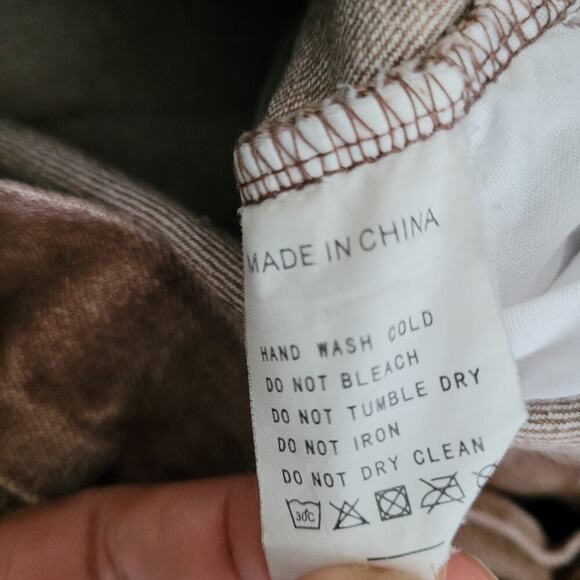 MADE IN CHINA
HAND WASH COLD
DO NOT BLEACH
DO NOT TUMBLE DRY
DO NOT IRON
DO NOT DRY CLEAN
30°C